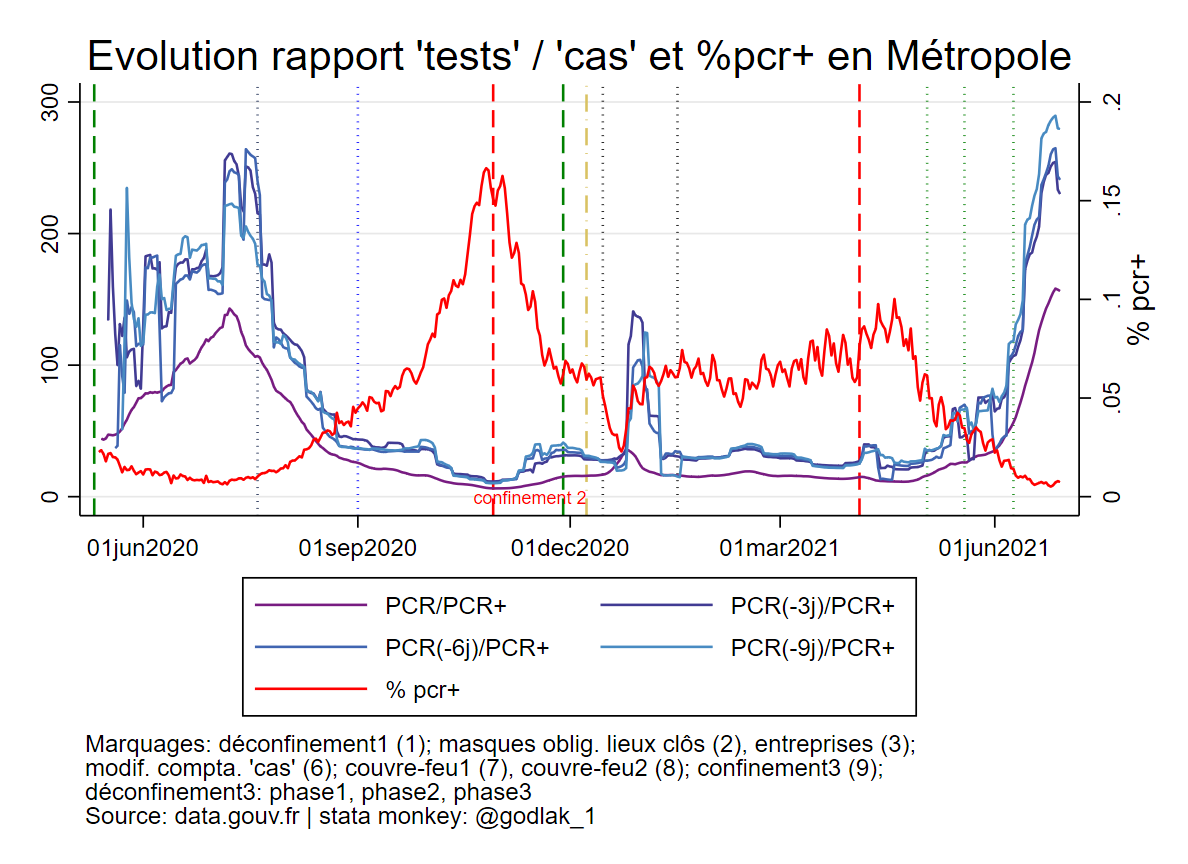 Evolution rapport 'tests' / 'cas' et %pcr+ en Métropole
300
200
100
0
.2
.15
.1
.05
0
% pcr+
confinement 2
01jun2020
01sep2020
01dec2020
01mar2021
01jun2021
PCR/PCR+
PCR(-3j)/PCR+
PCR(-6j)/PCR+
PCR(-9j)/PCR+
% pcr+
Marquages: déconfinement1 (1); masques oblig. lieux clôs (2), entreprises (3);
modif. compta. 'cas' (6); couvre-feu1 (7), couvre-feu2 (8); confinement3 (9);
déconfinement3: phase1, phase2, phase3
Source: data.gouv.fr | stata monkey: @godlak_1